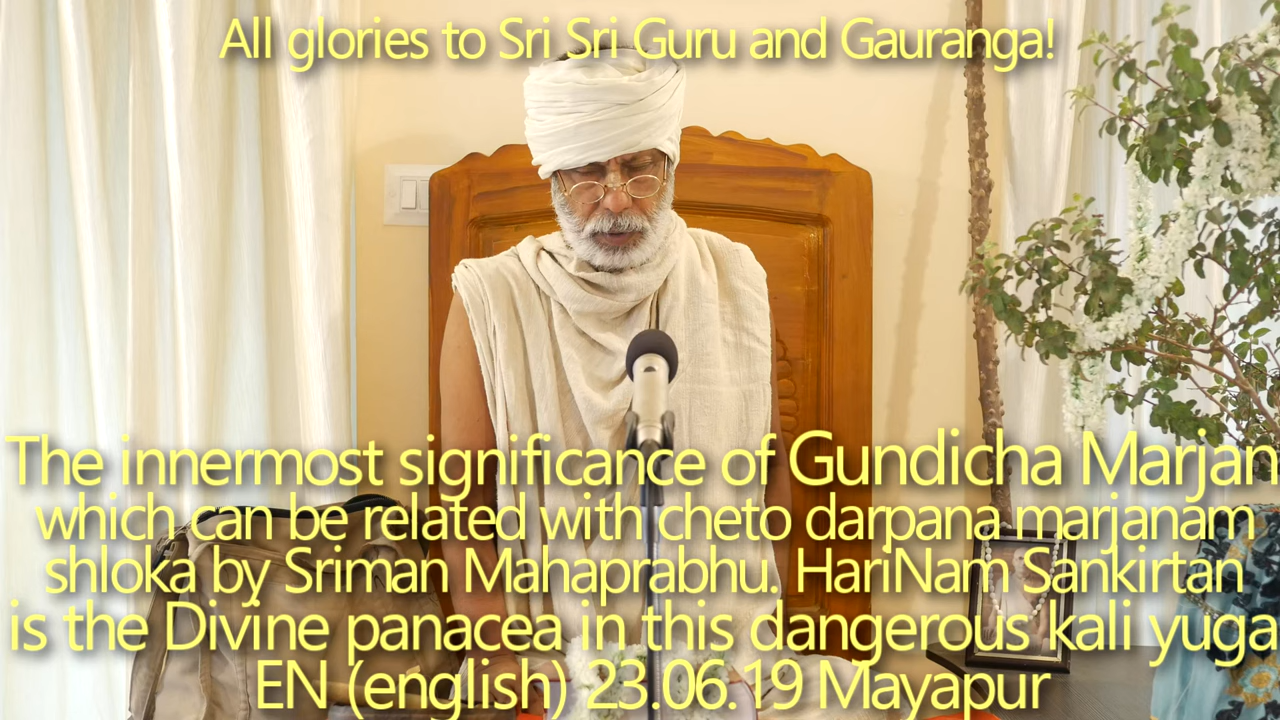 All glories to Sri Sri Guru and Gauranga!
The innermost significance of Gundicha Marjan
which can be related with cheto darpana marjanam
shloka by Sriman Mahaprabhu. HariNam Sankirtan
is the Divine panacea in this dangerous kali yuga
EN (english) 23.06.19 Mayapur